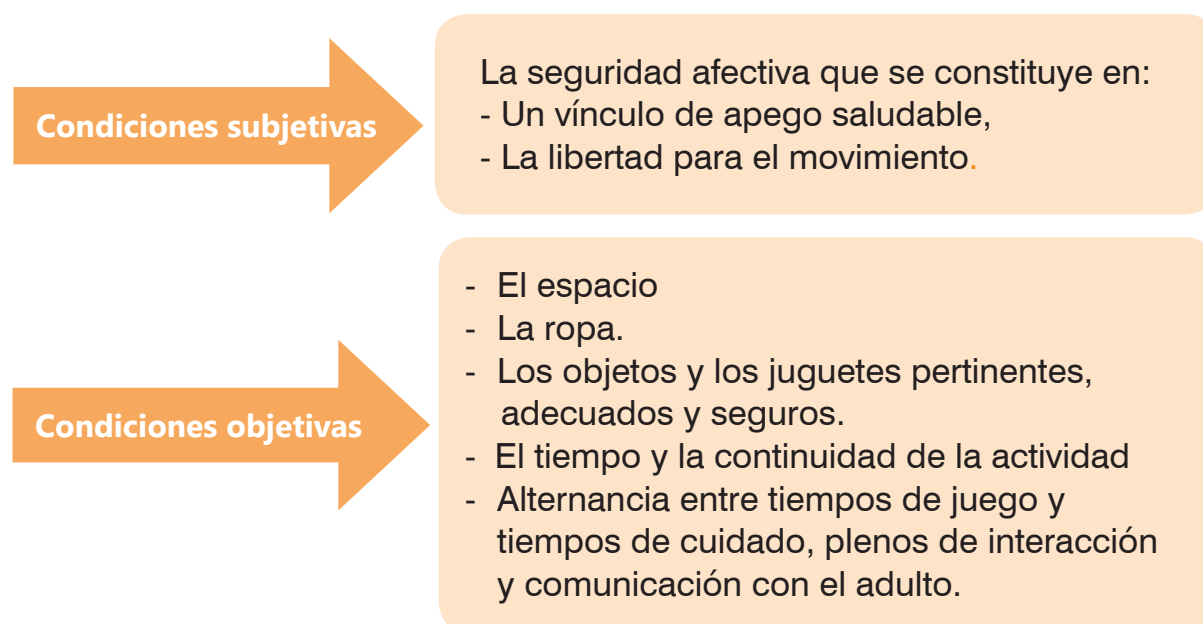 Condiciones subjetivas
La seguridad afectiva que se constituye en:
- Un vínculo de apego saludable,
- La libertad para el movimiento.
Condiciones objetivas
- El espacio
- La ropa.
- Los objetos y los juguetes pertinentes,
adecuados y seguros.
- El tiempo y la continuidad de la actividad
- Alternancia entre tiempos de juego y
tiempos de cuidado, plenos de interacción
y comunicación con el adulto.